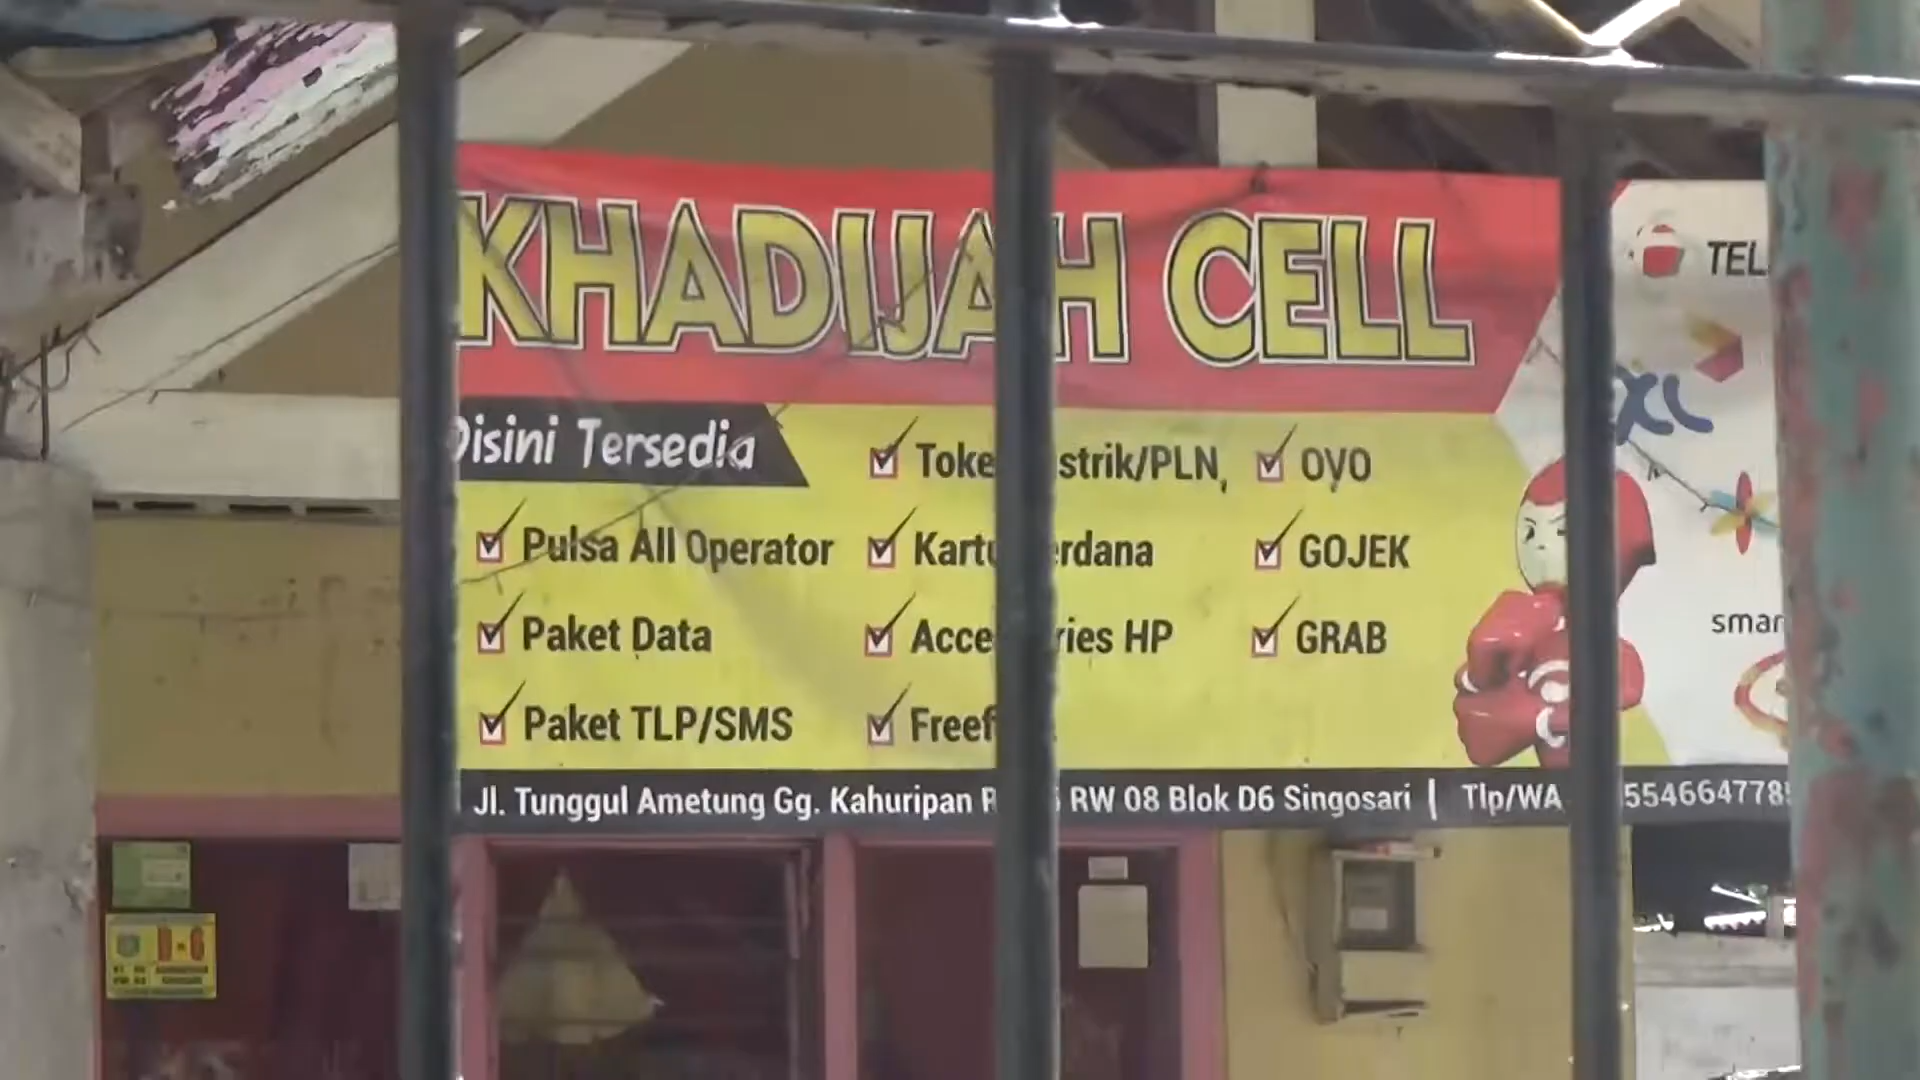 KHADIJAH CELL
TEL
XL
Disini Tersedia
Toke strik/PLN,
OYO
Pulsa All Operator
Kartu erdana
GOJEK
Paket Data
Acce ries HP
GRAB
smar
Paket TLP/SMS
Freef
Jl. Tunggul Ametung Gg. Kahuripan R RW 08 Blok D6 Singosari | Tlp/WA 55466477